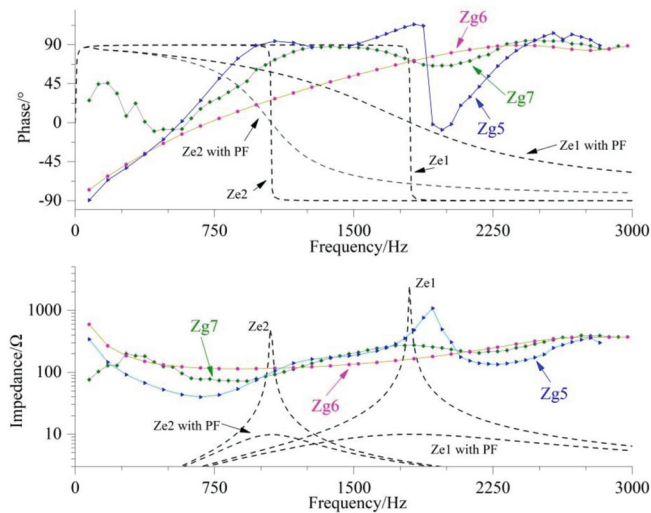 90
45
0
-45
-90
Phase/°
Zg6
Zg7
Zg5
Ze2 with PF
Ze1 with PF
Ze1
Ze2
0
750
1500
2250
3000
Frequency/Hz
1000
100
10
Impedance/Ω
Ze1
Ze2
Zg7
Zg6
Zg5
Ze2 with PF
Ze1 with PF
0
750
1500
2250
3000
Frequency/Hz